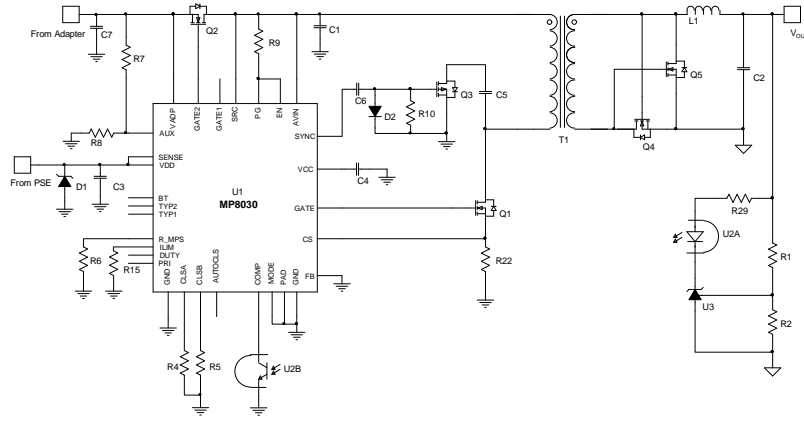 From Adapter
C7
R7
Q2
R9
C1
L1
V_OUT
Q5
C2
Q4
T1
C5
Q3
C6
D2
R10
R8
VADP
GATE2
GATE1
SRC
PG
EN
AVIN
AUX
SENSE
VDD
From PSE
D1
C3
U1
MP8030
SYNC
VCC
C4
GATE
Q1
CS
R22
FB
BT
TYP2
TYP1
R_MPS
ILIM
DUTY
PRI
R6
R15
GND
CLSA
CLSB
AUTOCLS
COMP
MODE
PAD
GND
R4
R5
U2B
R29
U2A
R1
U3
R2